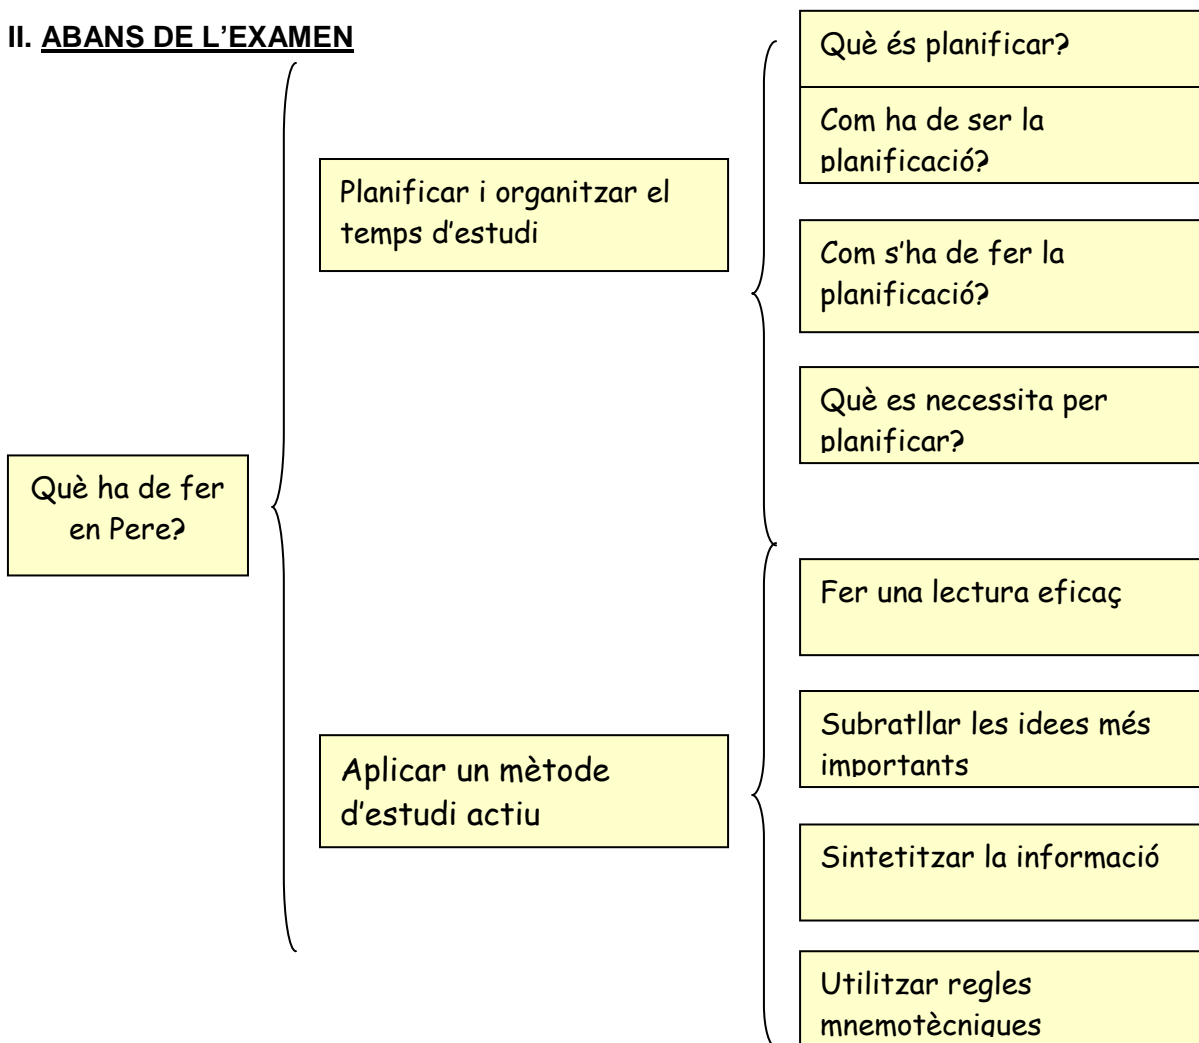 II. ABANS DE L’EXAMEN
Què ha de fer
en Pere?
Planificar i organitzar el
temps d’estudi
Què és planificar?
Com ha de ser la
planificació?
Com s’ha de fer la
planificació?
Què es necessita per
planificar?
Aplicar un mètode
d’estudi actiu
Fer una lectura eficaç
Subratllar les idees més
importants
Sintetitzar la informació
Utilitzar regles
mnemotècniques